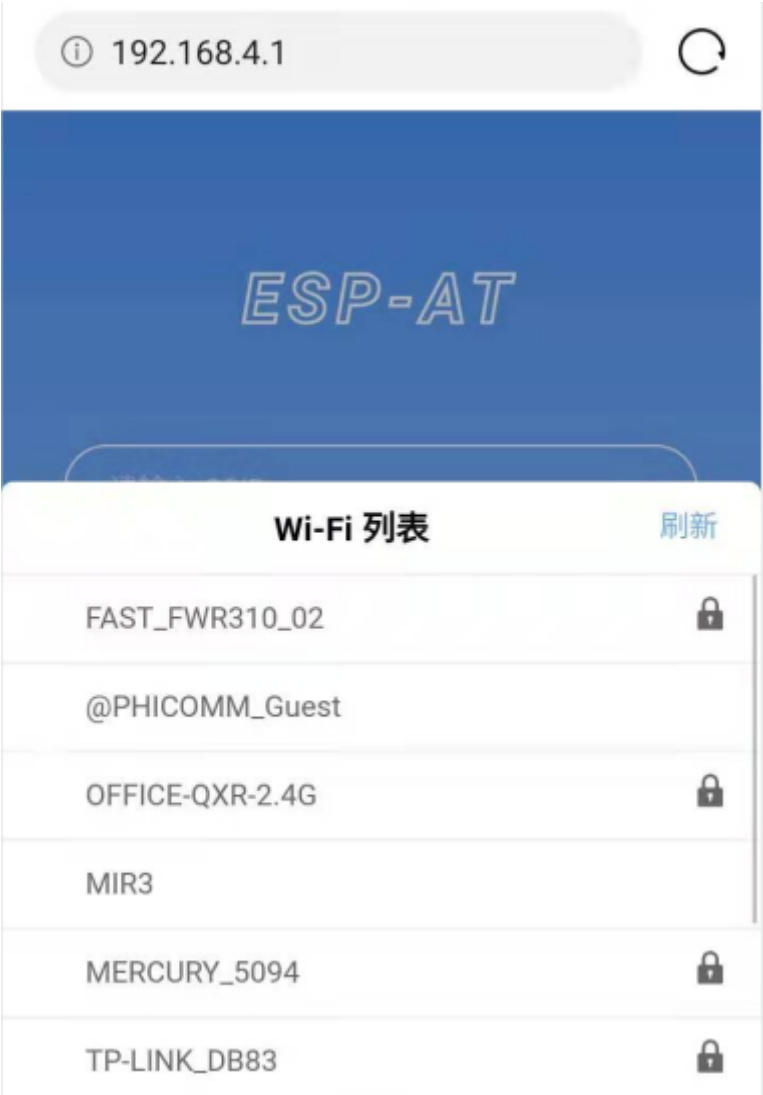 192.168.4.1
ESP-AT
Wi-Fi 列表
刷新
FAST_FWR310_02
@PHICOMM_Guest
OFFICE-QXR-2.4G
MIR3
MERCURY_5094
TP-LINK_DB83